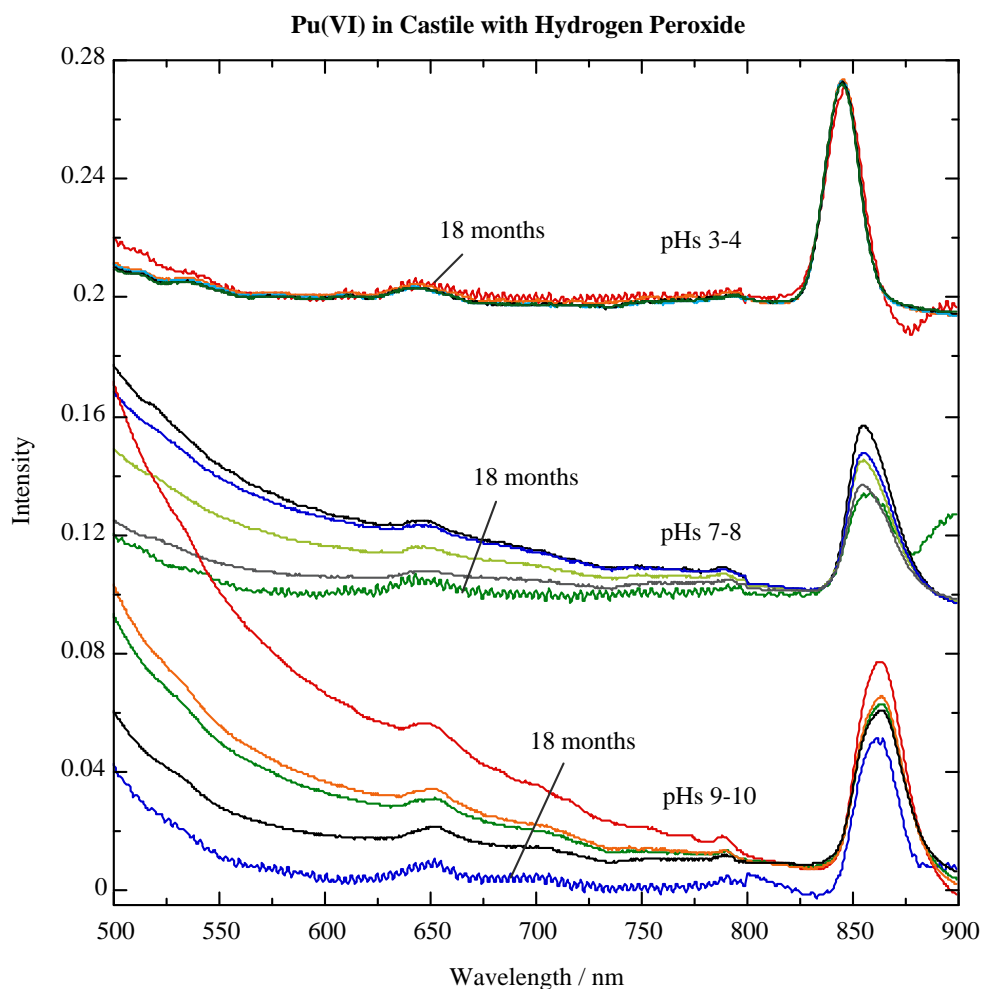 Pu(VI) in Castile with Hydrogen Peroxide
0.28
0.24
18 months
pHs 3-4
0.2
0.16
18 months
Intensity
0.12
pHs 7-8
0.08
18 months
0.04
pHs 9-10
0
500 550 600 650 700 750 800 850 900
Wavelength / nm